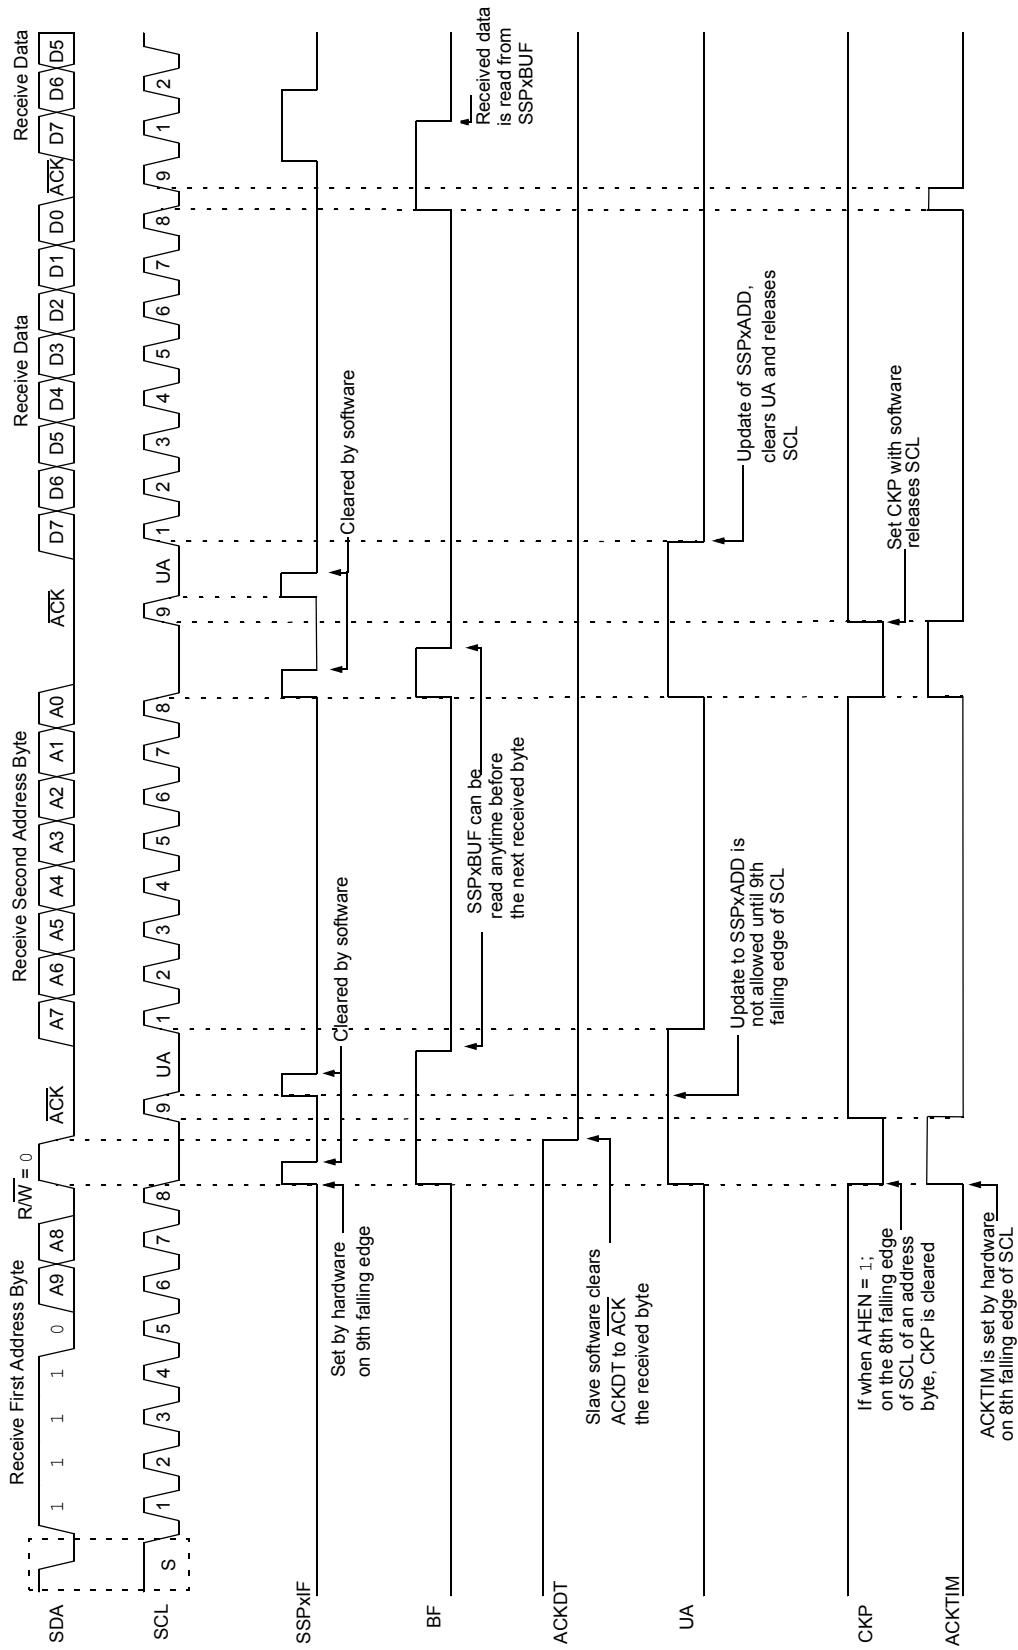 Receive First Address Byte
R/W = 0
Receive Second Address Byte
Receive Data
Receive Data
SDA
1 1 1 1 0 A9 A8
ACK
A7 A6 A5 A4 A3 A2 A1 A0
ACK
D7 D6 D5 D4 D3 D2 D1 D0
ACK
D7 D6 D5
SCL
S
1 2 3 4 5 6 7 8 9
UA
1 2 3 4 5 6 7 8 9
UA
1 2 3 4 5 6 7 8 9
1 2
SSPxIF
Set by hardware
on 9th falling edge
Cleared by software
Cleared by software
BF
SSPxBUF can be
read anytime before
the next received byte
Received data
is read from
SSPxBUF
ACKDT
Slave software clears
ACKDT to ACK
the received byte
UA
Update to SSPxADD is
not allowed until 9th
falling edge of SCL
Update of SSPxADD,
clears UA and releases
SCL
CKP
If when AHEN = 1;
on the 8th falling edge
of SCL of an address
byte, CKP is cleared
Set CKP with software
releases SCL
ACKTIM
ACKTIM is set by hardware
on 8th falling edge of SCL